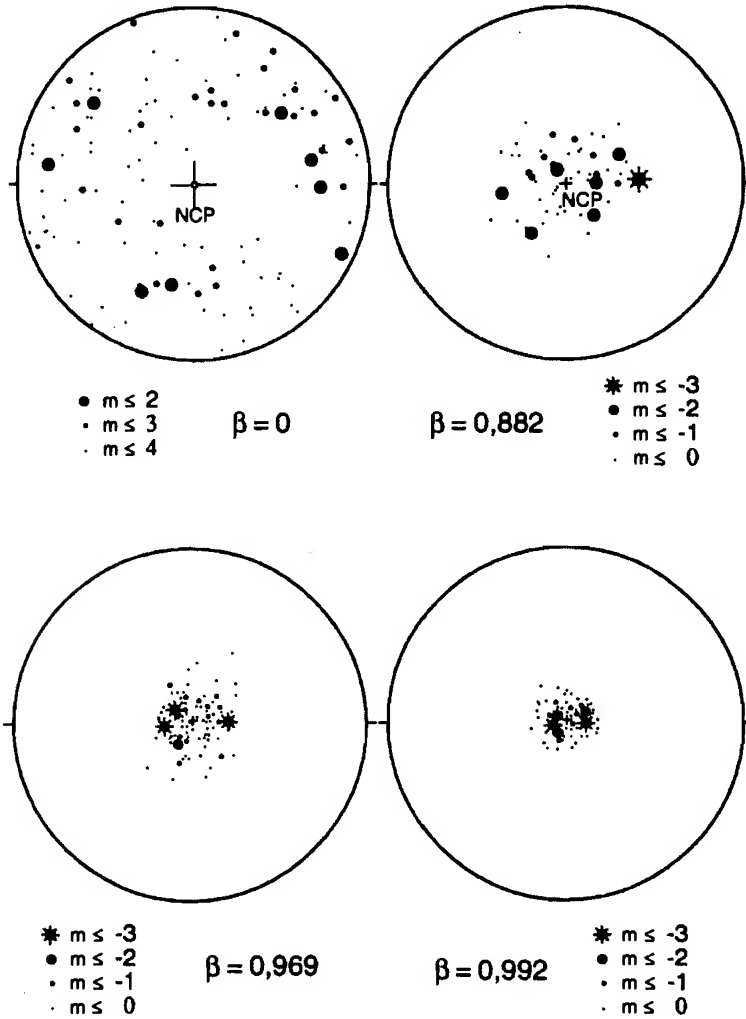 NCP
NCP
m ≤ 2
m ≤ 3
m ≤ 4
β = 0
β = 0,882
m ≤ -3
m ≤ -2
m ≤ -1
m ≤ 0
m ≤ -3
m ≤ -2
m ≤ -1
m ≤ 0
β = 0,969
β = 0,992
m ≤ -3
m ≤ -2
m ≤ -1
m ≤ 0